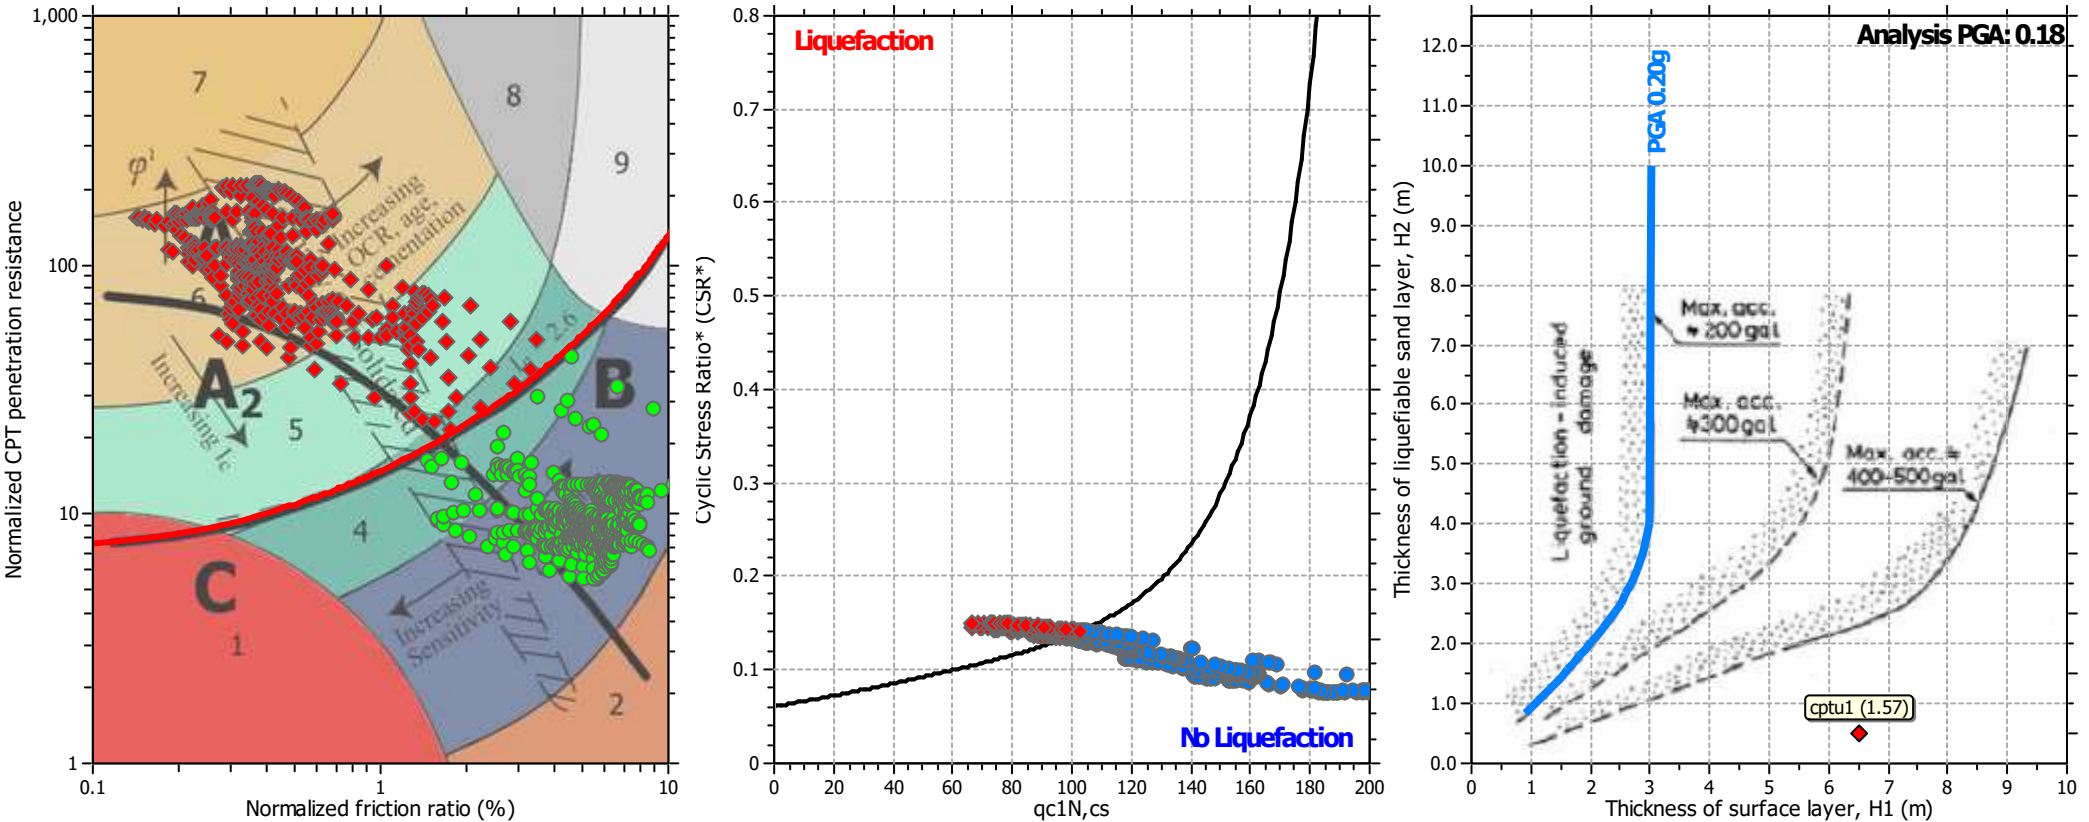 1,000
100
10
1
0.1
1
10
Normalized CPT penetration resistance
Normalized friction ratio (%)
7
8
9
φ'
Increasing
OCR, age,
cementation
6
A₂
Increasing Ic
5
B
4
C
1
Increasing
Sensitivity
2
0.8
0.7
0.6
0.5
0.4
0.3
0.2
0.1
0
0
20
40
60
80
100
120
140
160
180
200
Cyclic Stress Ratio* (CSR*)
qc1N,cs
Liquefaction
No Liquefaction
12.0
11.0
10.0
9.0
8.0
7.0
6.0
5.0
4.0
3.0
2.0
1.0
0.0
0
1
2
3
4
5
6
7
8
9
10
Thickness of liquefiable sand layer, H2 (m)
Thickness of surface layer, H1 (m)
Analysis PGA: 0.18
PGA 0.20g
Max. acc.
≒200gal
Max. acc.
≒300gal
Max. acc. ≒
400-500gal
Liquefaction-induced
ground damage
cptu1 (1.57)